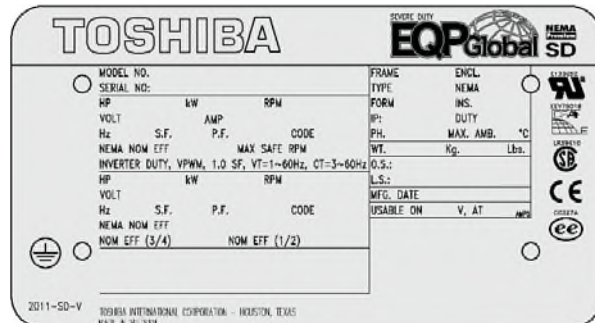 TOSHIBA
SEVERE DUTY
EQPGlobal
NEMA
Premium
SD
MODEL NO.
SERIAL NO:
HP kW RPM
VOLT AMP
Hz S.F. P.F. CODE
NEMA NOM EFF MAX SAFE RPM
INVERTER DUTY, VPWM, 1.0 SF, VT=1~60Hz, CT=3~60Hz
HP kW RPM
VOLT
Hz S.F. P.F. CODE
NEMA NOM EFF
NOM EFF (3/4) NOM EFF (1/2)
FRAME ENCL.
TYPE NEMA
FORM INS.
IP: DUTY
PH. MAX. AMB. °C
WT. Kg. Lbs.
O.S.:
L.S.:
MFG. DATE
USABLE ON V, AT AMPS
CE
ee
2011-SD-V
TOSHIBA INTERNATIONAL CORPORATION - HOUSTON, TEXAS